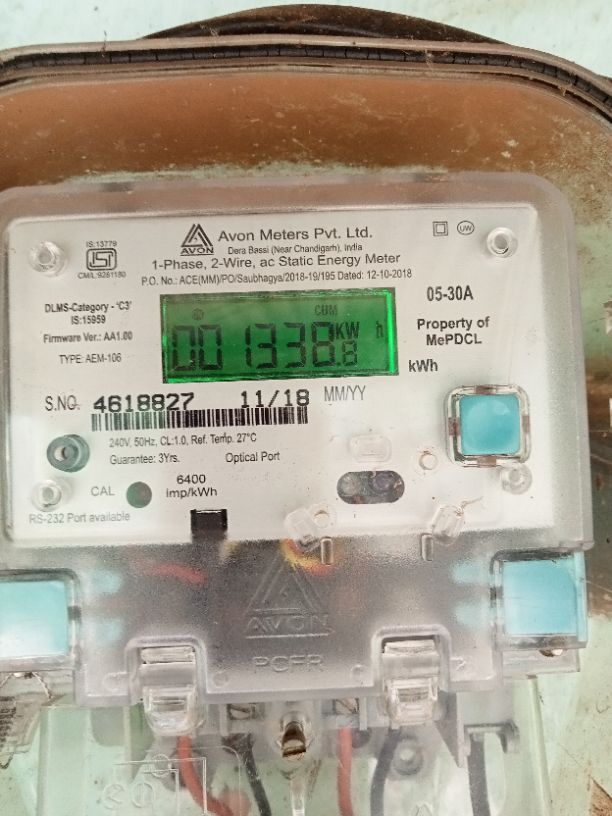 IS:13779
ISI
CM/L:9281180
AVON
Avon Meters Pvt. Ltd.
Dera Bassi (Near Chandigarh), India
UW
1-Phase, 2-Wire, ac Static Energy Meter
P.O. No.: ACE(MM)/PO/Saubhagya/2018-19/195 Dated: 12-10-2018
DLMS-Category - 'C3'
IS:15959
Firmware Ver.: AA1.00
TYPE: AEM-106
CUM
001338.8 KW h
05-30A
Property of
MePDCL
kWh
S.NO. 4618827 11/18 MM/YY
240V, 50Hz, CL:1.0, Ref. Temp. 27°C
Guarantee: 3Yrs. Optical Port
CAL 6400
imp/kWh
RS-232 Port available
AVON
PCFR